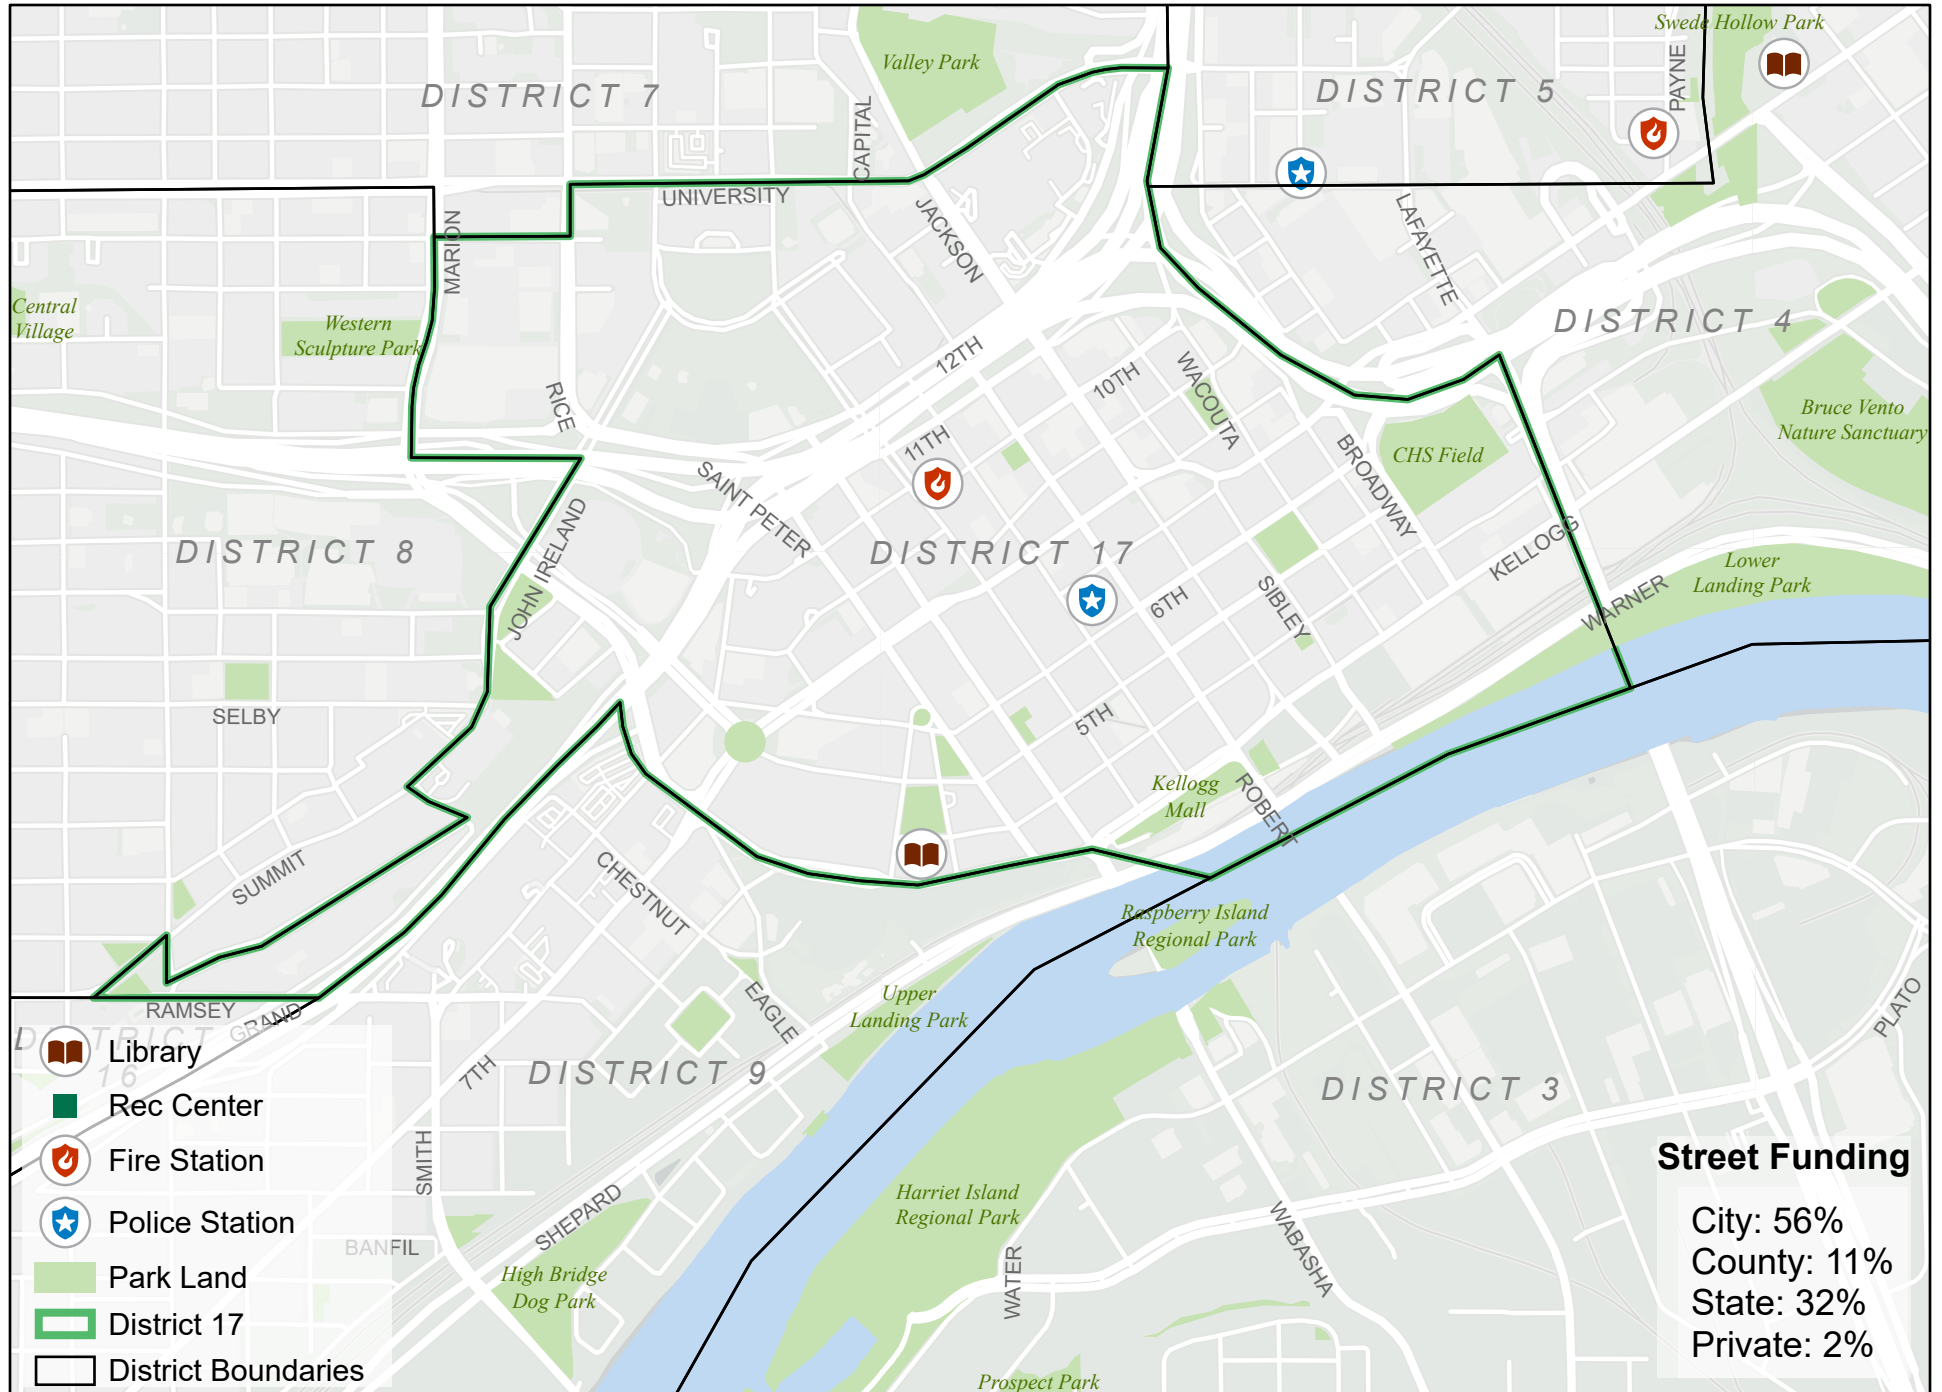 Swede Hollow Park
Valley Park
DISTRICT 7
DISTRICT 5
PAYNE
CAPITAL
UNIVERSITY
MARION
JACKSON
LAFAYETTE
Central
Village
Western
Sculpture Park
DISTRICT 4
12TH
10TH
WACOUTA
RICE
11TH
Bruce Vento
Nature Sanctuary
CHS Field
BROADWAY
SAINT PETER
JOHN IRELAND
DISTRICT 8
DISTRICT 17
KELLOGG
Lower
Landing Park
6TH
SIBLEY
WARNER
SELBY
5TH
Kellogg
Mall
ROBERT
SUMMIT
CHESTNUT
Raspberry Island
Regional Park
RAMSEY
GRAND
EAGLE
Upper
Landing Park
PLATO
DISTRICT
16
7TH
DISTRICT 9
DISTRICT 3
SMITH
SHEPARD
BANFIL
High Bridge
Dog Park
Harriet Island
Regional Park
WATER
WABASHA
Prospect Park
Library
Rec Center
Fire Station
Police Station
Park Land
District 17
District Boundaries
Street Funding
City: 56%
County: 11%
State: 32%
Private: 2%